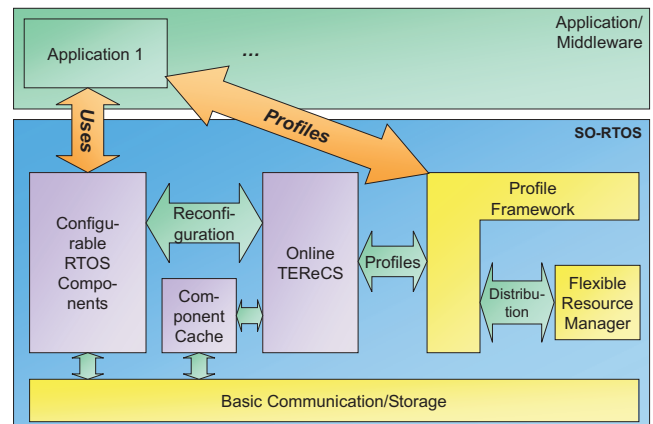 Application/
Middleware
Application 1
...
Uses
Profiles
SO-RTOS
Configu-
rable
RTOS
Compo-
nents
Reconfi-
guration
Online
TEReCS
Profile
Framework
Profiles
Com-
ponent
Cache
Distribu-
tion
Flexible
Resource
Manager
Basic Communication/Storage